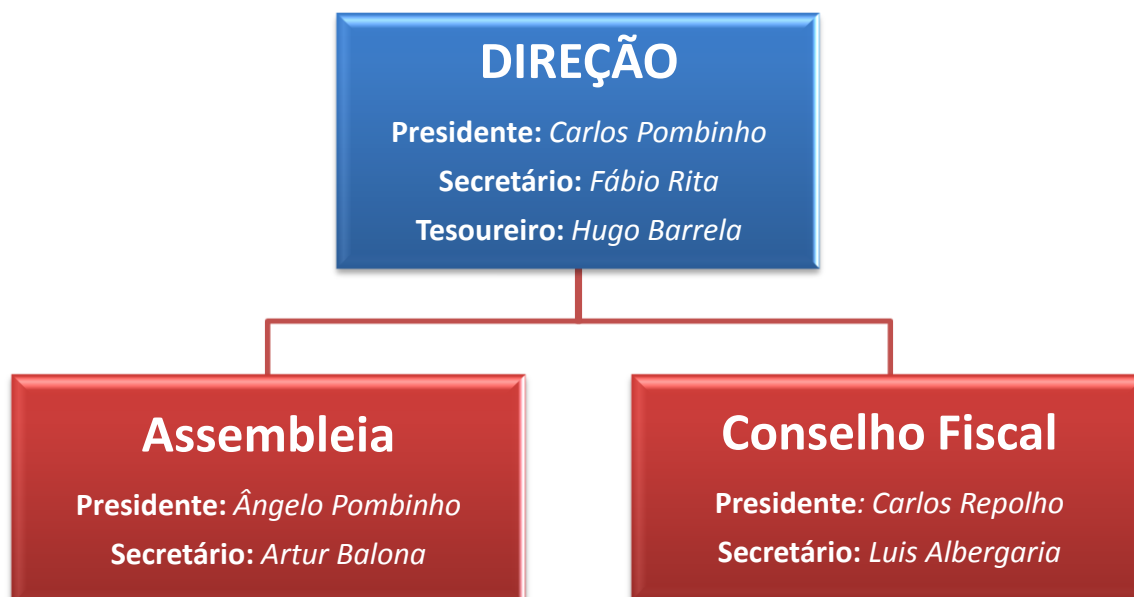 DIREÇÃO
Presidente: Carlos Pombinho
Secretário: Fábio Rita
Tesoureiro: Hugo Barrela
Assembleia
Presidente: Ângelo Pombinho
Secretário: Artur Balona
Conselho Fiscal
Presidente: Carlos Repolho
Secretário: Luis Albergaria